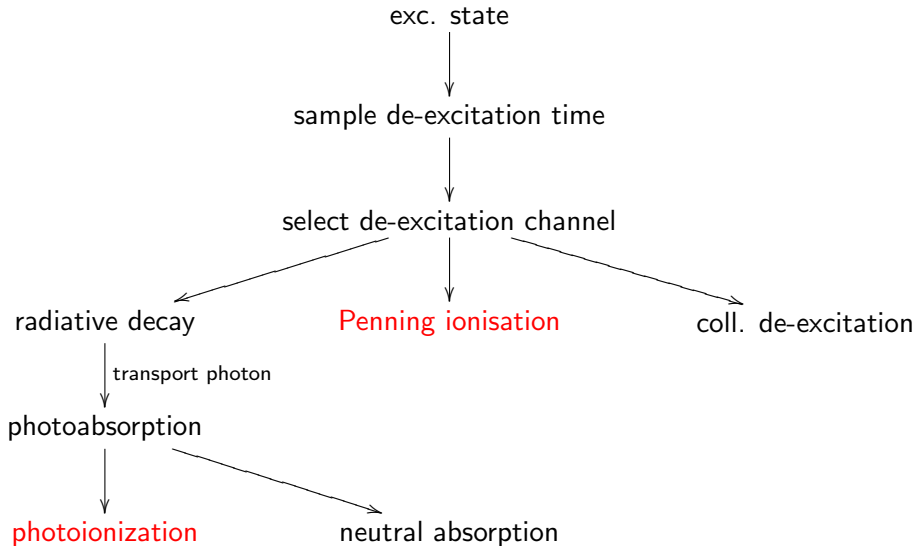 exc. state
sample de-excitation time
select de-excitation channel
radiative decay
Penning ionisation
coll. de-excitation
transport photon
photoabsorption
photoionization
neutral absorption